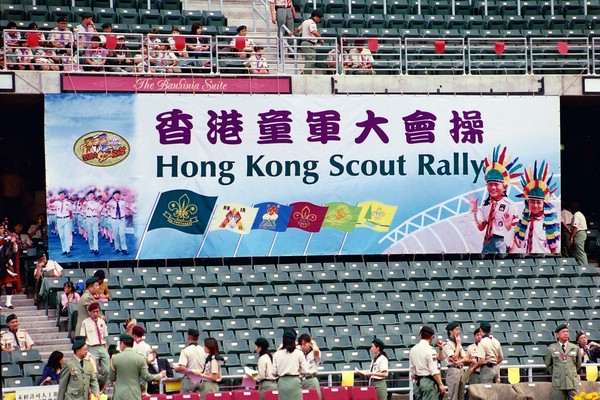 The Bauhinia Suite
香港童軍大會操
Hong Kong Scout Rally